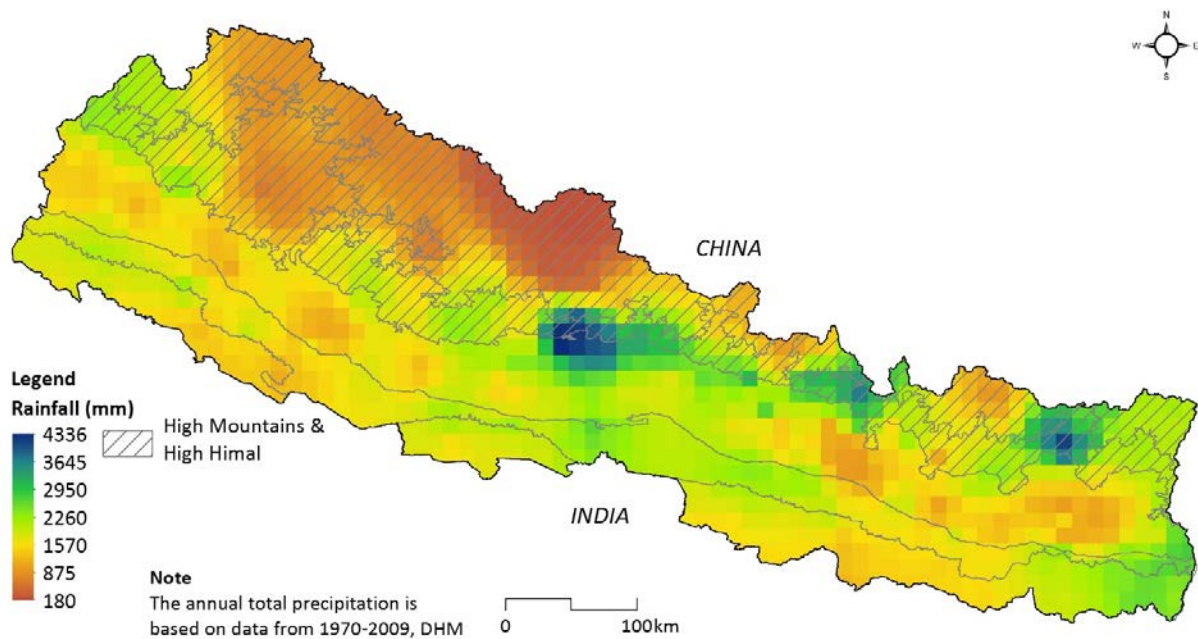 N
W E
S
CHINA
Legend
Rainfall (mm)
4336
3645
2950
2260
1570
875
180
High Mountains &
High Himal
INDIA
Note
The annual total precipitation is
based on data from 1970-2009, DHM
0 100km